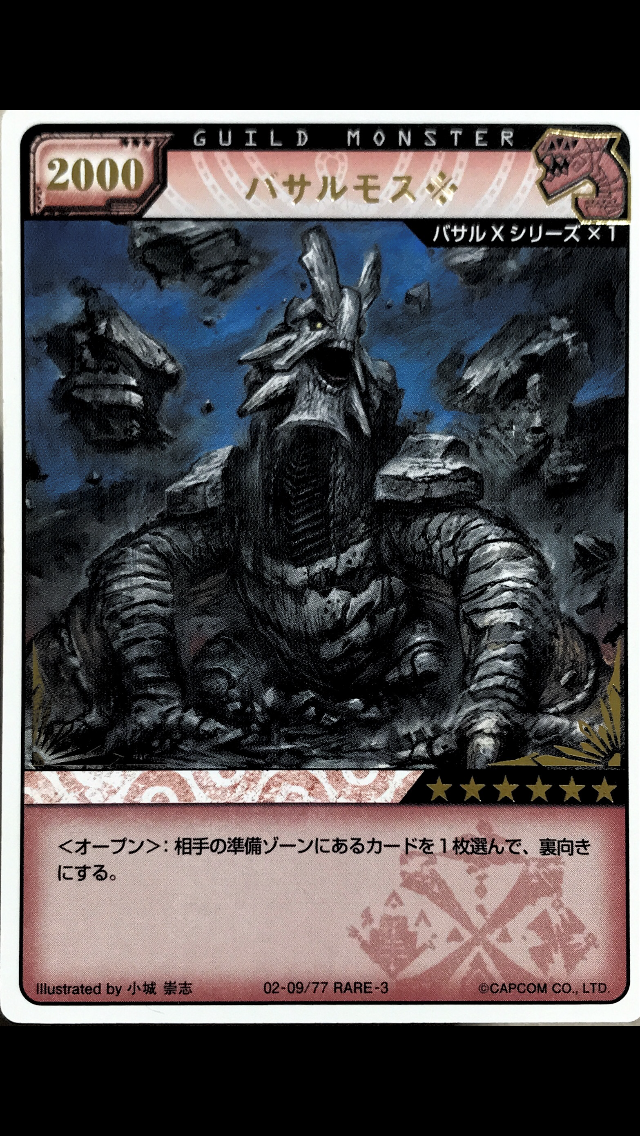 GUILD MONSTER
2000
バサルモス※
バサルXシリーズ×1
★★★★★★
<オープン>:相手の準備ゾーンにあるカードを1枚選んで、裏向き
にする。
Illustrated by 小城 崇志 02-09/77 RARE-3 ©CAPCOM CO., LTD.